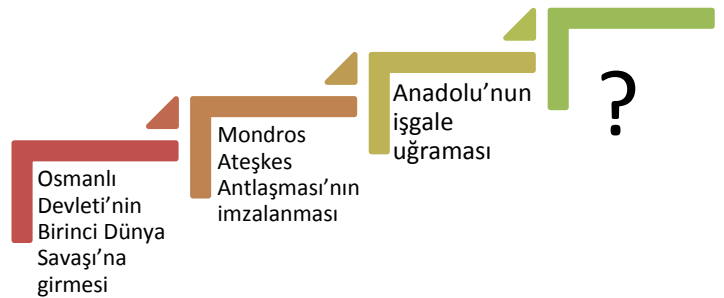 Osmanlı
Devleti’nin
Birinci Dünya
Savaşı’na
girmesi
Mondros
Ateşkes
Antlaşması’nın
imzalanması
Anadolu’nun
işgale
uğraması
?